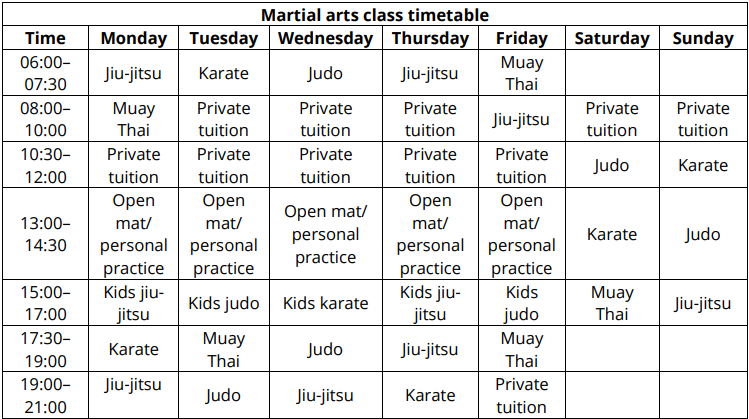 Martial arts class timetable
Time Monday Tuesday Wednesday Thursday Friday Saturday Sunday
06:00–
07:30
Jiu-jitsu
Karate
Judo
Jiu-jitsu
Muay
Thai
08:00–
10:00
Muay
Thai
Private
tuition
Private
tuition
Private
tuition
Jiu-jitsu
Private
tuition
Private
tuition
10:30–
12:00
Private
tuition
Private
tuition
Private
tuition
Private
tuition
Private
tuition
Judo
Karate
13:00–
14:30
Open
mat/
personal
practice
Open
mat/
personal
practice
Open mat/
personal
practice
Open
mat/
personal
practice
Open
mat/
personal
practice
Karate
Judo
15:00–
17:00
Kids jiu-
jitsu
Kids judo
Kids karate
Kids jiu-
jitsu
Kids
judo
Muay
Thai
Jiu-jitsu
17:30–
19:00
Karate
Muay
Thai
Judo
Jiu-jitsu
Muay
Thai
19:00–
21:00
Jiu-jitsu
Judo
Jiu-jitsu
Karate
Private
tuition